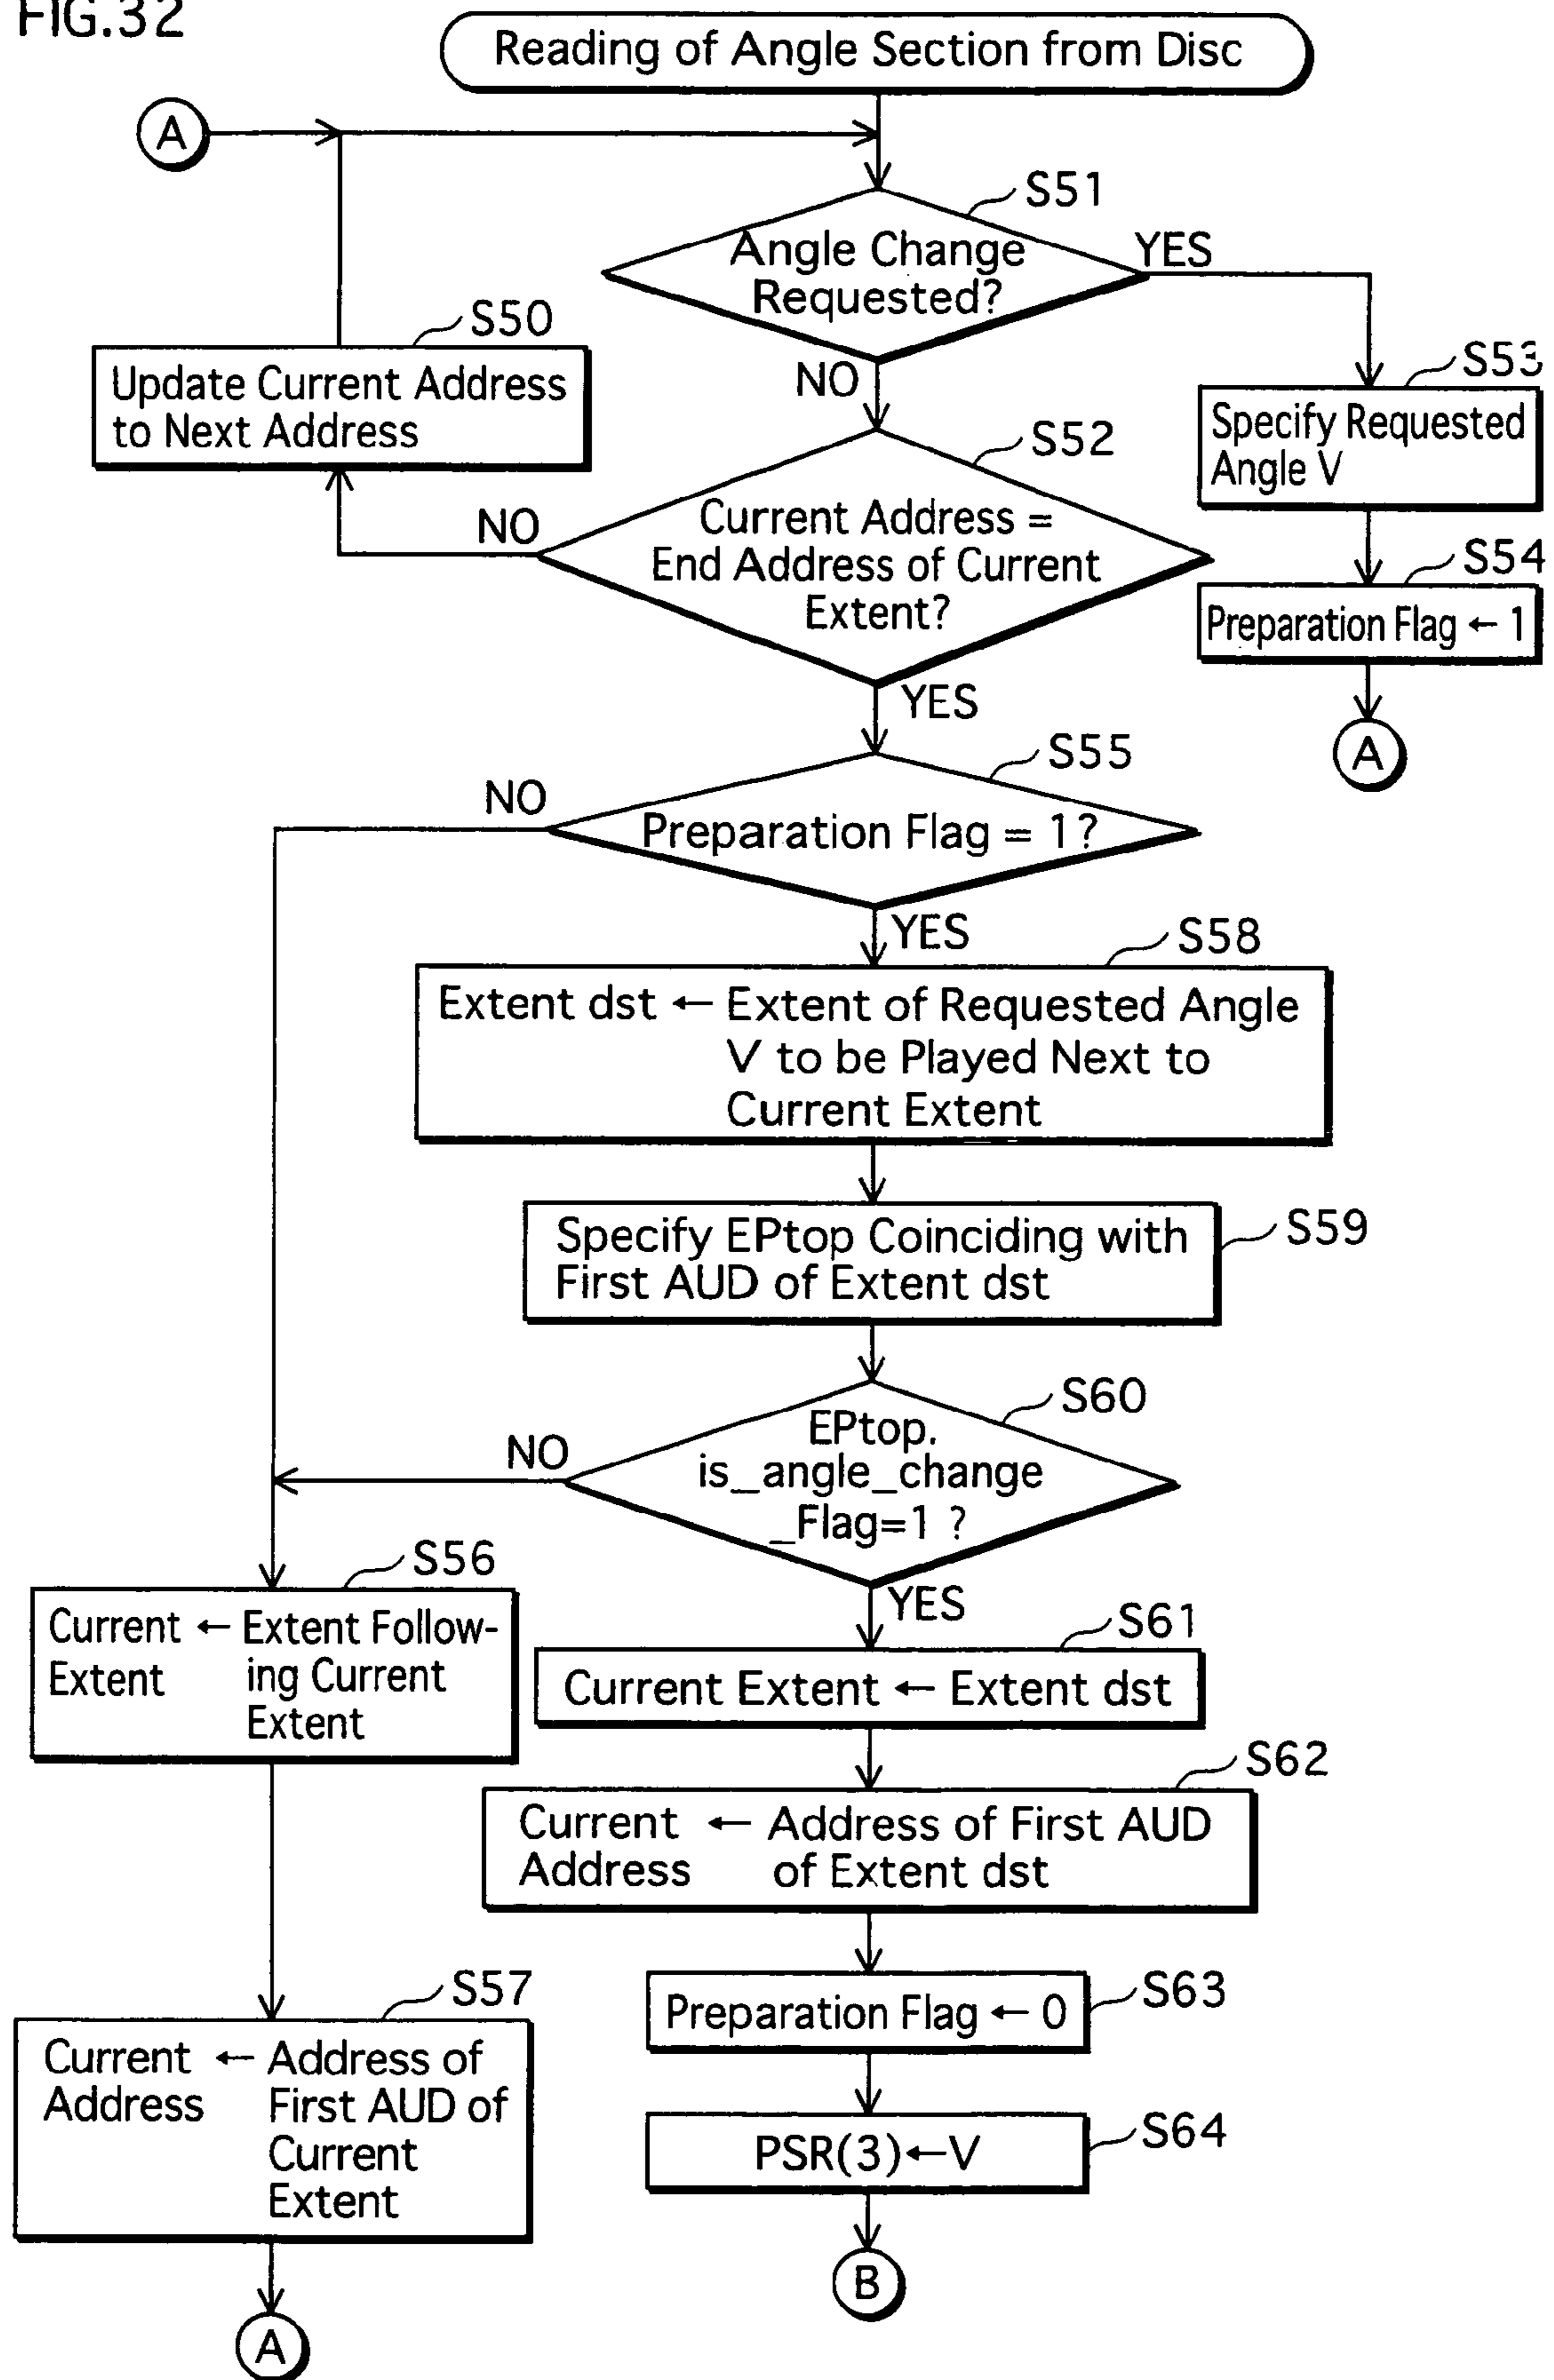 FIG.32
Reading of Angle Section from Disc
A
S51
Angle Change
Requested?
YES
NO
S50
Update Current Address
to Next Address
S53
Specify Requested
Angle V
S52
Current Address =
End Address of Current
Extent?
NO
YES
S54
Preparation Flag ← 1
A
S55
Preparation Flag = 1?
NO
YES
S58
Extent dst ← Extent of Requested Angle
V to be Played Next to
Current Extent
S59
Specify EPtop Coinciding with
First AUD of Extent dst
S60
EPtop.
is_angle_change
_Flag=1 ?
NO
YES
S56
Current ← Extent Follow-
Extent ing Current
Extent
S61
Current Extent ← Extent dst
S62
Current ← Address of First AUD
Address of Extent dst
S63
Preparation Flag ← 0
S57
Current ← Address of
Address First AUD of
Current
Extent
S64
PSR(3)←V
B
A